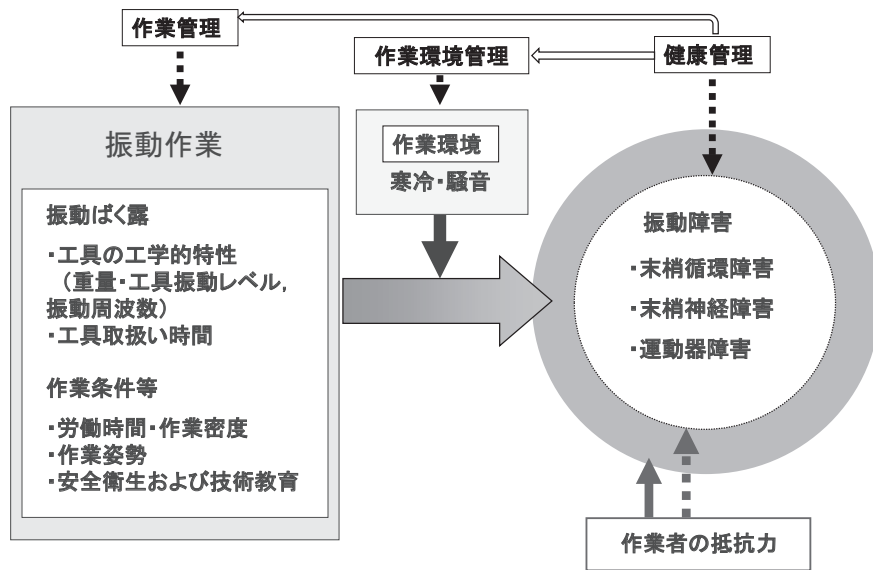 作業管理
作業環境管理
健康管理
振動作業
振動ばく露
・工具の工学的特性
（重量・工具振動レベル,
振動周波数）
・工具取扱い時間
作業条件等
・労働時間・作業密度
・作業姿勢
・安全衛生および技術教育
作業環境
寒冷・騒音
振動障害
・末梢循環障害
・末梢神経障害
・運動器障害
作業者の抵抗力